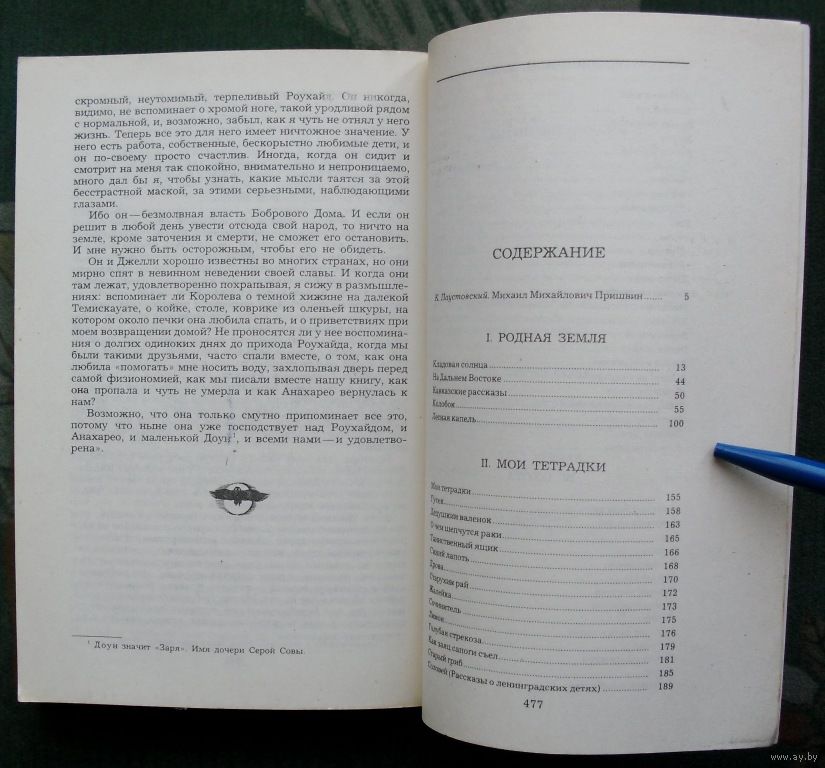 скромный, неутомимый, терпеливый Роухайд. Он никогда,
видимо, не вспоминает о хромой ноге, такой уродливой рядом
с нормальной, и, возможно, забыл, как я чуть не отнял у него
жизнь. Теперь все это для него имеет ничтожное значение. У
него есть работа, собственные, бескорыстно любимые дети, и
он по-своему просто счастлив. Иногда, когда он сидит и
смотрит на меня так спокойно, внимательно и непроницаемо,
много дал бы я, чтобы узнать, какие мысли таятся за этой
бесстрастной маской, за этими серьезными, наблюдающими
глазами.
Ибо он — безмолвная власть Бобрового Дома. И если он
решит в любой день увести отсюда свой народ, то ничто на
земле, кроме заточения и смерти, не сможет его остановить.
И мне нужно быть осторожным, чтобы его не обидеть.
Он и Джелли хорошо известны во многих странах, но они
мирно спят в невинном неведении своей славы. И когда они
там лежат, удовлетворенно похрапывая, я сижу в размышле-
ниях: вспоминает ли Королева о темной хижине на далекой
Темискауате, о койке, столе, коврике из оленьей шкуры, на
котором около печки она любила спать, и о приветствиях при
моем возвращении домой? Не проносятся ли у нее воспомина-
ния о долгих одиноких днях до прихода Роухайда, когда мы
были такими друзьями, часто спали вместе, о том, как она
любила «помогать» мне носить воду, захлопывая дверь перед
самой физиономией, как мы писали вместе нашу книгу, как
она пропала и чуть не умерла и как Анахарео вернулась к
нам?
Возможно, что она только смутно припоминает все это,
потому что ныне она уже господствует над Роухайдом, и
Анахарео, и маленькой Доун¹, и всеми нами — и удовлетво-
рена».
¹ Доун значит «Заря». Имя дочери Серой Совы.
СОДЕРЖАНИЕ
К. Паустовский. Михаил Михайлович Пришвин ...... 5
I. РОДНАЯ ЗЕМЛЯ
Кладовая солнца ...... 13
На Дальнем Востоке ...... 44
Кавказские рассказы ...... 50
Колобок ...... 55
Лесная капель ...... 100
II. МОИ ТЕТРАДКИ
Мои тетрадки ...... 155
Гусек ...... 158
Дедушкин валенок ...... 163
О чем шепчутся раки ...... 165
Таинственный ящик ...... 166
Синий лапоть ...... 168
Дрова ...... 170
Старухин рай ...... 172
Жалейка ...... 173
Сочинитель ...... 175
Лимон ...... 176
Голубая стрекоза ...... 179
Как заяц сапоги съел ...... 181
Старый гриб ...... 185
Соловей (Рассказы о ленинградских детях) ...... 189
477
www.ay.by